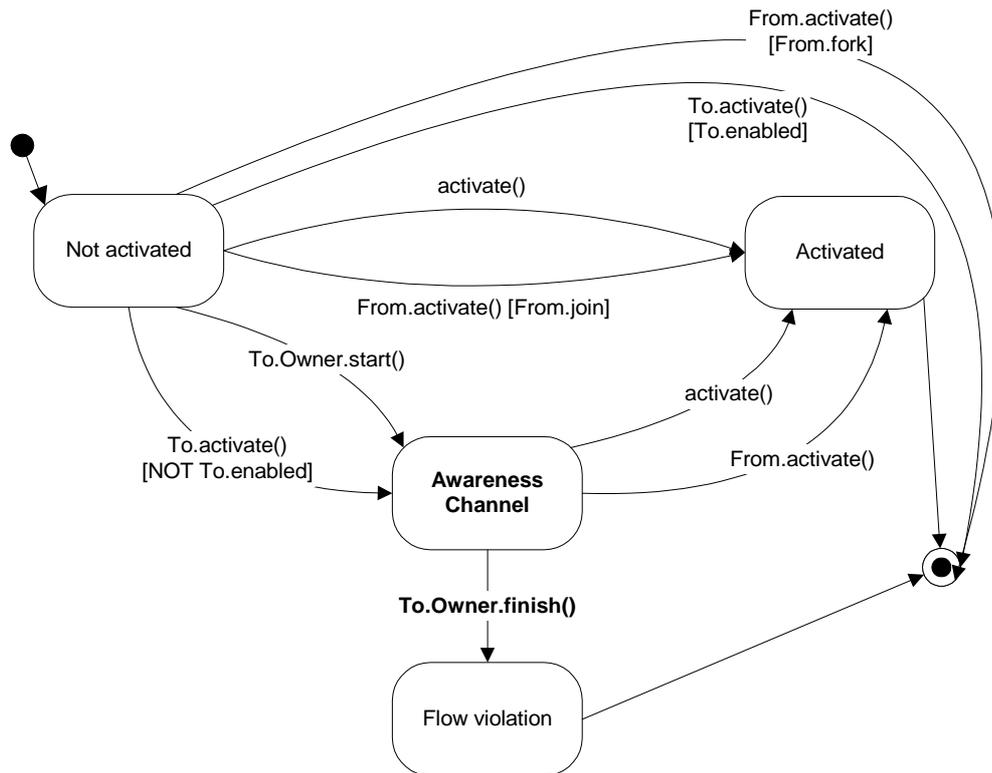 From.activate()
[From.fork]
To.activate()
[To.enabled]
activate()
Not activated
Activated
From.activate() [From.join]
To.Owner.start()
activate()
To.activate()
[NOT To.enabled]
From.activate()
Awareness
Channel
To.Owner.finish()
Flow violation